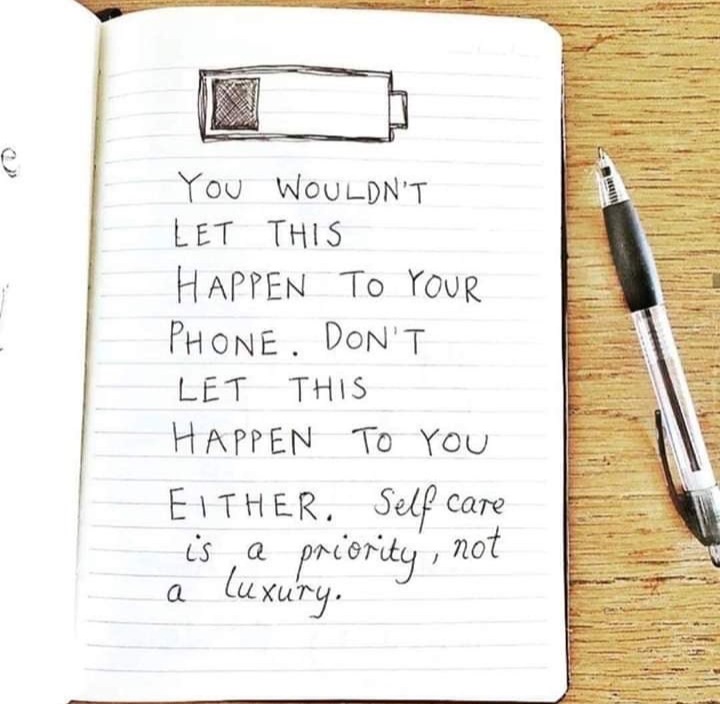 YOU WOULDN'T
LET THIS
HAPPEN TO YOUR
PHONE. DON'T
LET THIS
HAPPEN TO YOU
EITHER. Self care
is a priority, not
a luxury.